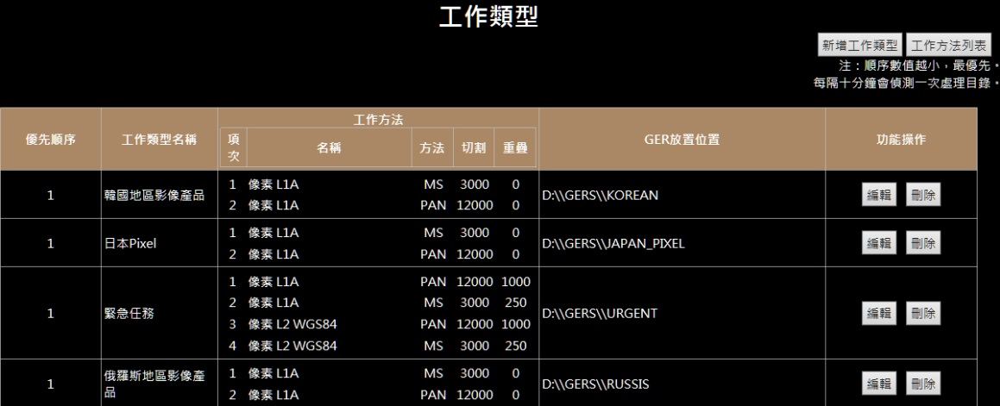 工作類型
新增工作類型 工作方法列表
注：順序數值越小，最優先。
每隔十分鐘會偵測一次處理目錄。
優先順序 工作類型名稱 工作方法 GER放置位置 功能操作
項次 名稱 方法 切割 重疊
1 韓國地區影像產品 D:\\GERS\\KOREAN 編輯 刪除
1 像素 L1A MS 3000 0
2 像素 L1A PAN 12000 0
1 日本Pixel D:\\GERS\\JAPAN_PIXEL 編輯 刪除
1 像素 L1A MS 3000 0
2 像素 L1A PAN 12000 0
1 緊急任務 D:\\GERS\\URGENT 編輯 刪除
1 像素 L1A PAN 12000 1000
2 像素 L1A MS 3000 250
3 像素 L2 WGS84 PAN 12000 1000
4 像素 L2 WGS84 MS 3000 250
1 俄羅斯地區影像產品 D:\\GERS\\RUSSIS 編輯 刪除
1 像素 L1A MS 3000 0
2 像素 L1A PAN 12000 0